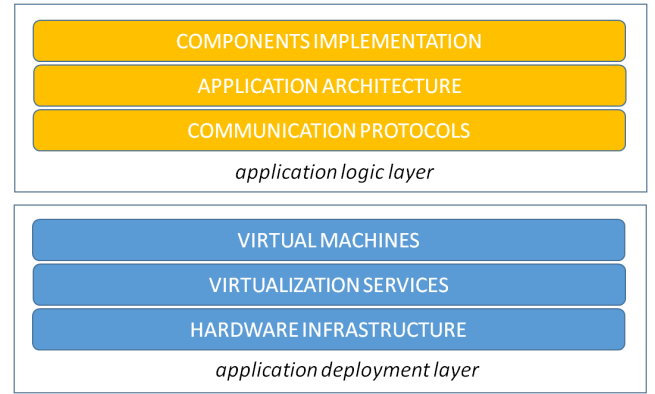 COMPONENTS IMPLEMENTATION
APPLICATION ARCHITECTURE
COMMUNICATION PROTOCOLS
application logic layer
VIRTUAL MACHINES
VIRTUALIZATION SERVICES
HARDWARE INFRASTRUCTURE
application deployment layer